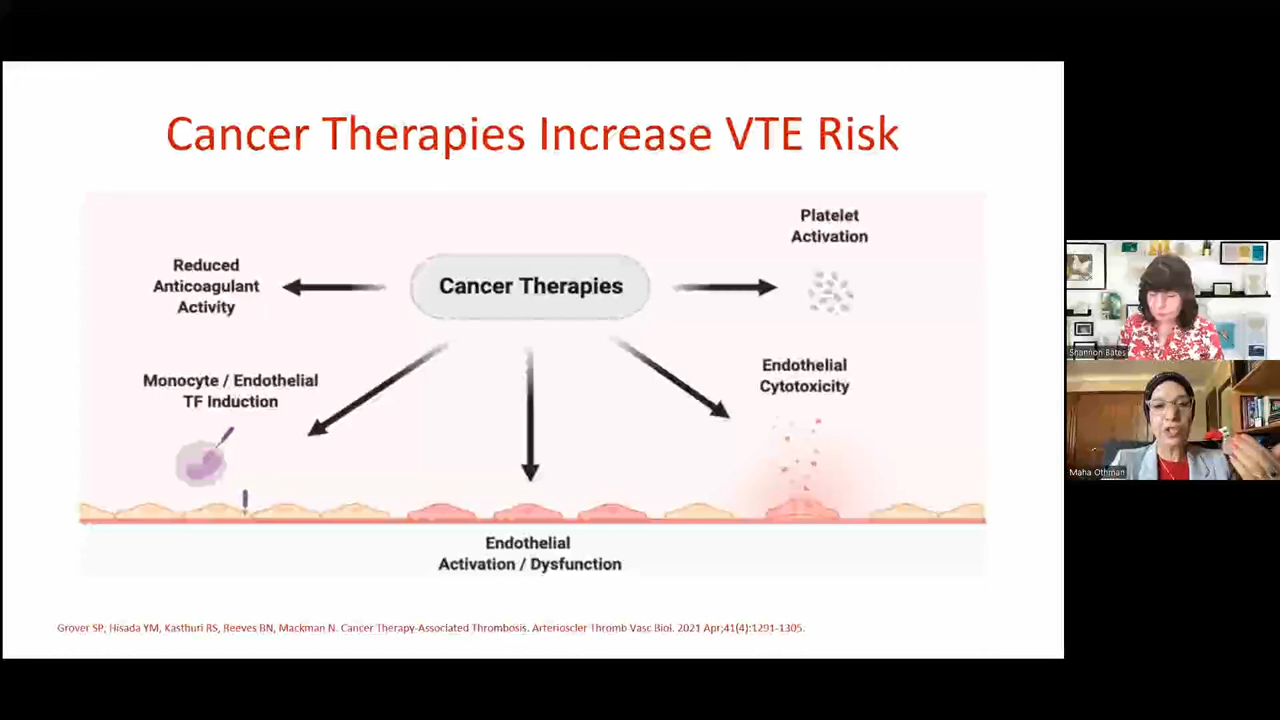 Cancer Therapies Increase VTE Risk
Platelet
Activation
Reduced
Anticoagulant
Activity
Cancer Therapies
Monocyte / Endothelial
TF Induction
Endothelial
Cytotoxicity
Endothelial
Activation / Dysfunction
Grover SP, Hisada YM, Kasthuri RS, Reeves BN, Mackman N. Cancer Therapy-Associated Thrombosis. Arterioscler Thromb Vasc Biol. 2021 Apr;41(4):1291-1305.
Shannon Bates
Maha Othman